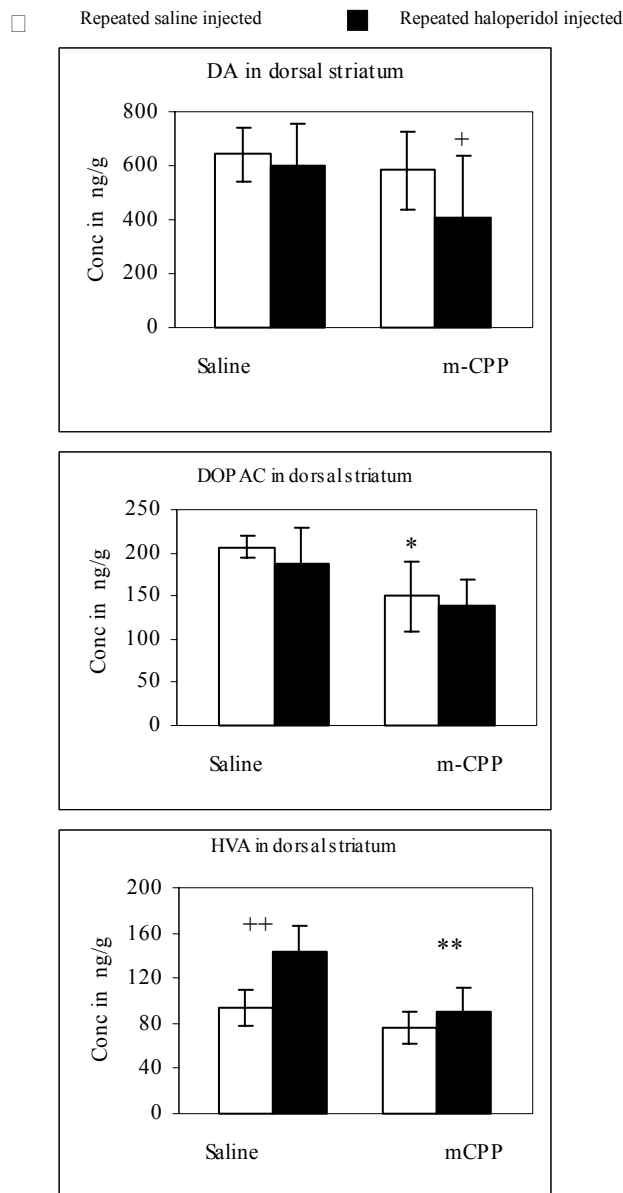 Repeated saline injected
Repeated haloperidol injected
DA in dorsal striatum
Conc in ng/g
800
600
400
200
0
+
Saline
m-CPP
DOPAC in dorsal striatum
Conc in ng/g
250
200
150
100
50
0
*
Saline
m-CPP
HVA in dorsal striatum
Conc in ng/g
200
160
120
80
40
0
++
**
Saline
mCPP